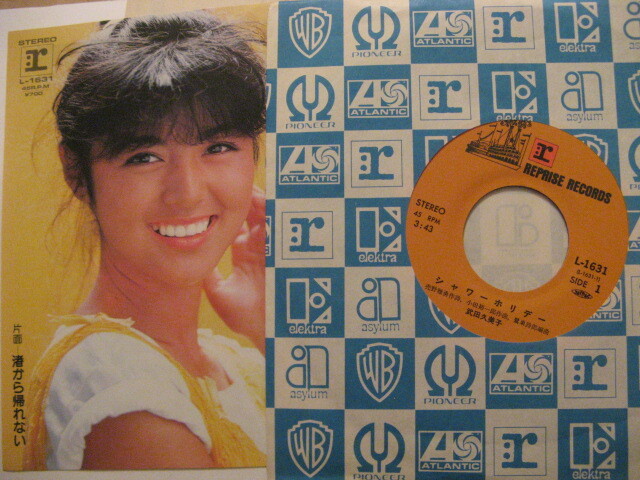 STEREO
r
L-1631
45R.P.M
¥700
片面—渚から帰れない
WB
PIONEER
ATLANTIC
r
elektra
asylum
r
REPRISE RECORDS
STEREO
45 RPM
3:43
L-1631
SIDE 1
シャワーホリデー
武田久美子